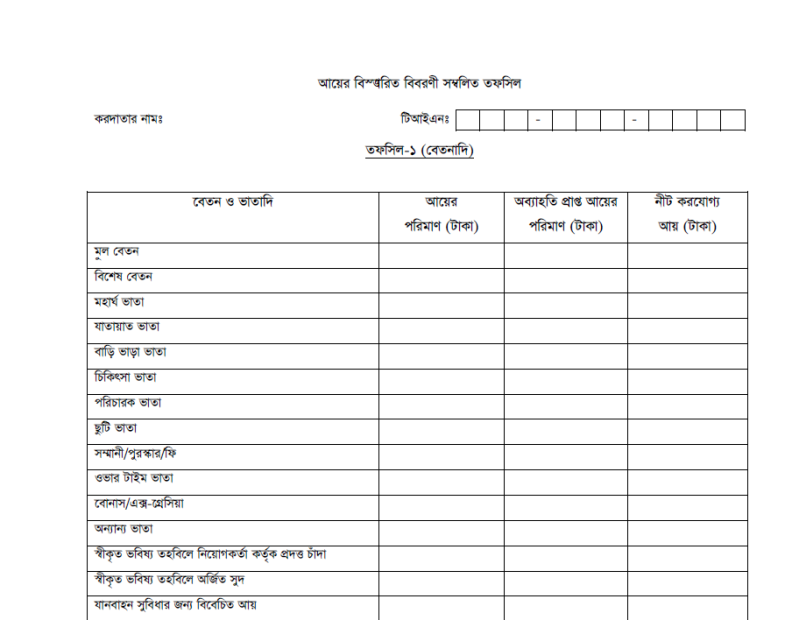 আয়ের বিস্তারিত বিবরণী সম্বলিত তফসিল
করদাতার নামঃ টিআইএনঃ - -
তফসিল-১ (বেতনাদি)
বেতন ও ভাতাদি আয়ের অব্যাহতি প্রাপ্ত আয়ের নীট করযোগ্য
পরিমাণ (টাকা) পরিমাণ (টাকা) আয় (টাকা)
মুল বেতন
বিশেষ বেতন
মহার্ঘ ভাতা
যাতায়াত ভাতা
বাড়ি ভাড়া ভাতা
চিকিৎসা ভাতা
পরিচারক ভাতা
ছুটি ভাতা
সম্মানী/পুরস্কার/ফি
ওভার টাইম ভাতা
বোনাস/এক্স-গ্রেসিয়া
অন্যান্য ভাতা
স্বীকৃত ভবিষ্য তহবিলে নিয়োগকর্তা কর্তৃক প্রদত্ত চাঁদা
স্বীকৃত ভবিষ্য তহবিলে অর্জিত সুদ
যানবাহন সুবিধার জন্য বিবেচিত আয়